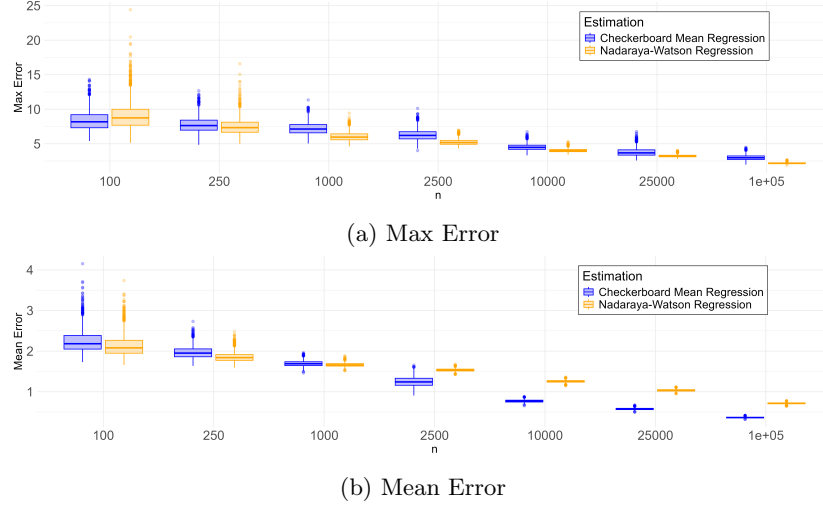 25
20
15
10
5
Max Error
Estimation
Checkerboard Mean Regression
Nadaraya-Watson Regression
100 250 1000 2500 10000 25000 1e+05
n
(a) Max Error
4
3
2
1
Mean Error
Estimation
Checkerboard Mean Regression
Nadaraya-Watson Regression
100 250 1000 2500 10000 25000 1e+05
n
(b) Mean Error